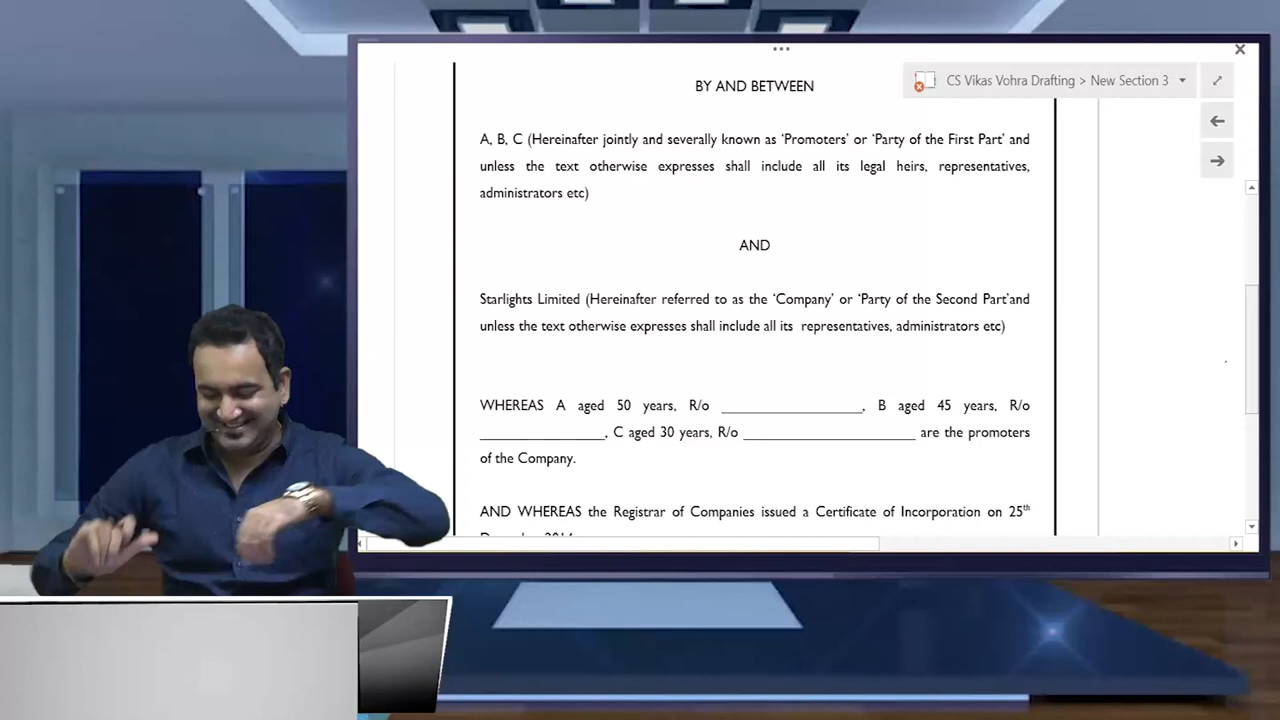 BY AND BETWEEN
CS Vikas Vohra Drafting > New Section 3
A, B, C (Hereinafter jointly and severally known as ‘Promoters’ or ‘Party of the First Part’ and
unless the text otherwise expresses shall include all its legal heirs, representatives,
administrators etc)
AND
Starlights Limited (Hereinafter referred to as the ‘Company’ or ‘Party of the Second Part’and
unless the text otherwise expresses shall include all its representatives, administrators etc)
WHEREAS A aged 50 years, R/o _________________, B aged 45 years, R/o
_______________, C aged 30 years, R/o _____________________ are the promoters
of the Company.
AND WHEREAS the Registrar of Companies issued a Certificate of Incorporation on 25th